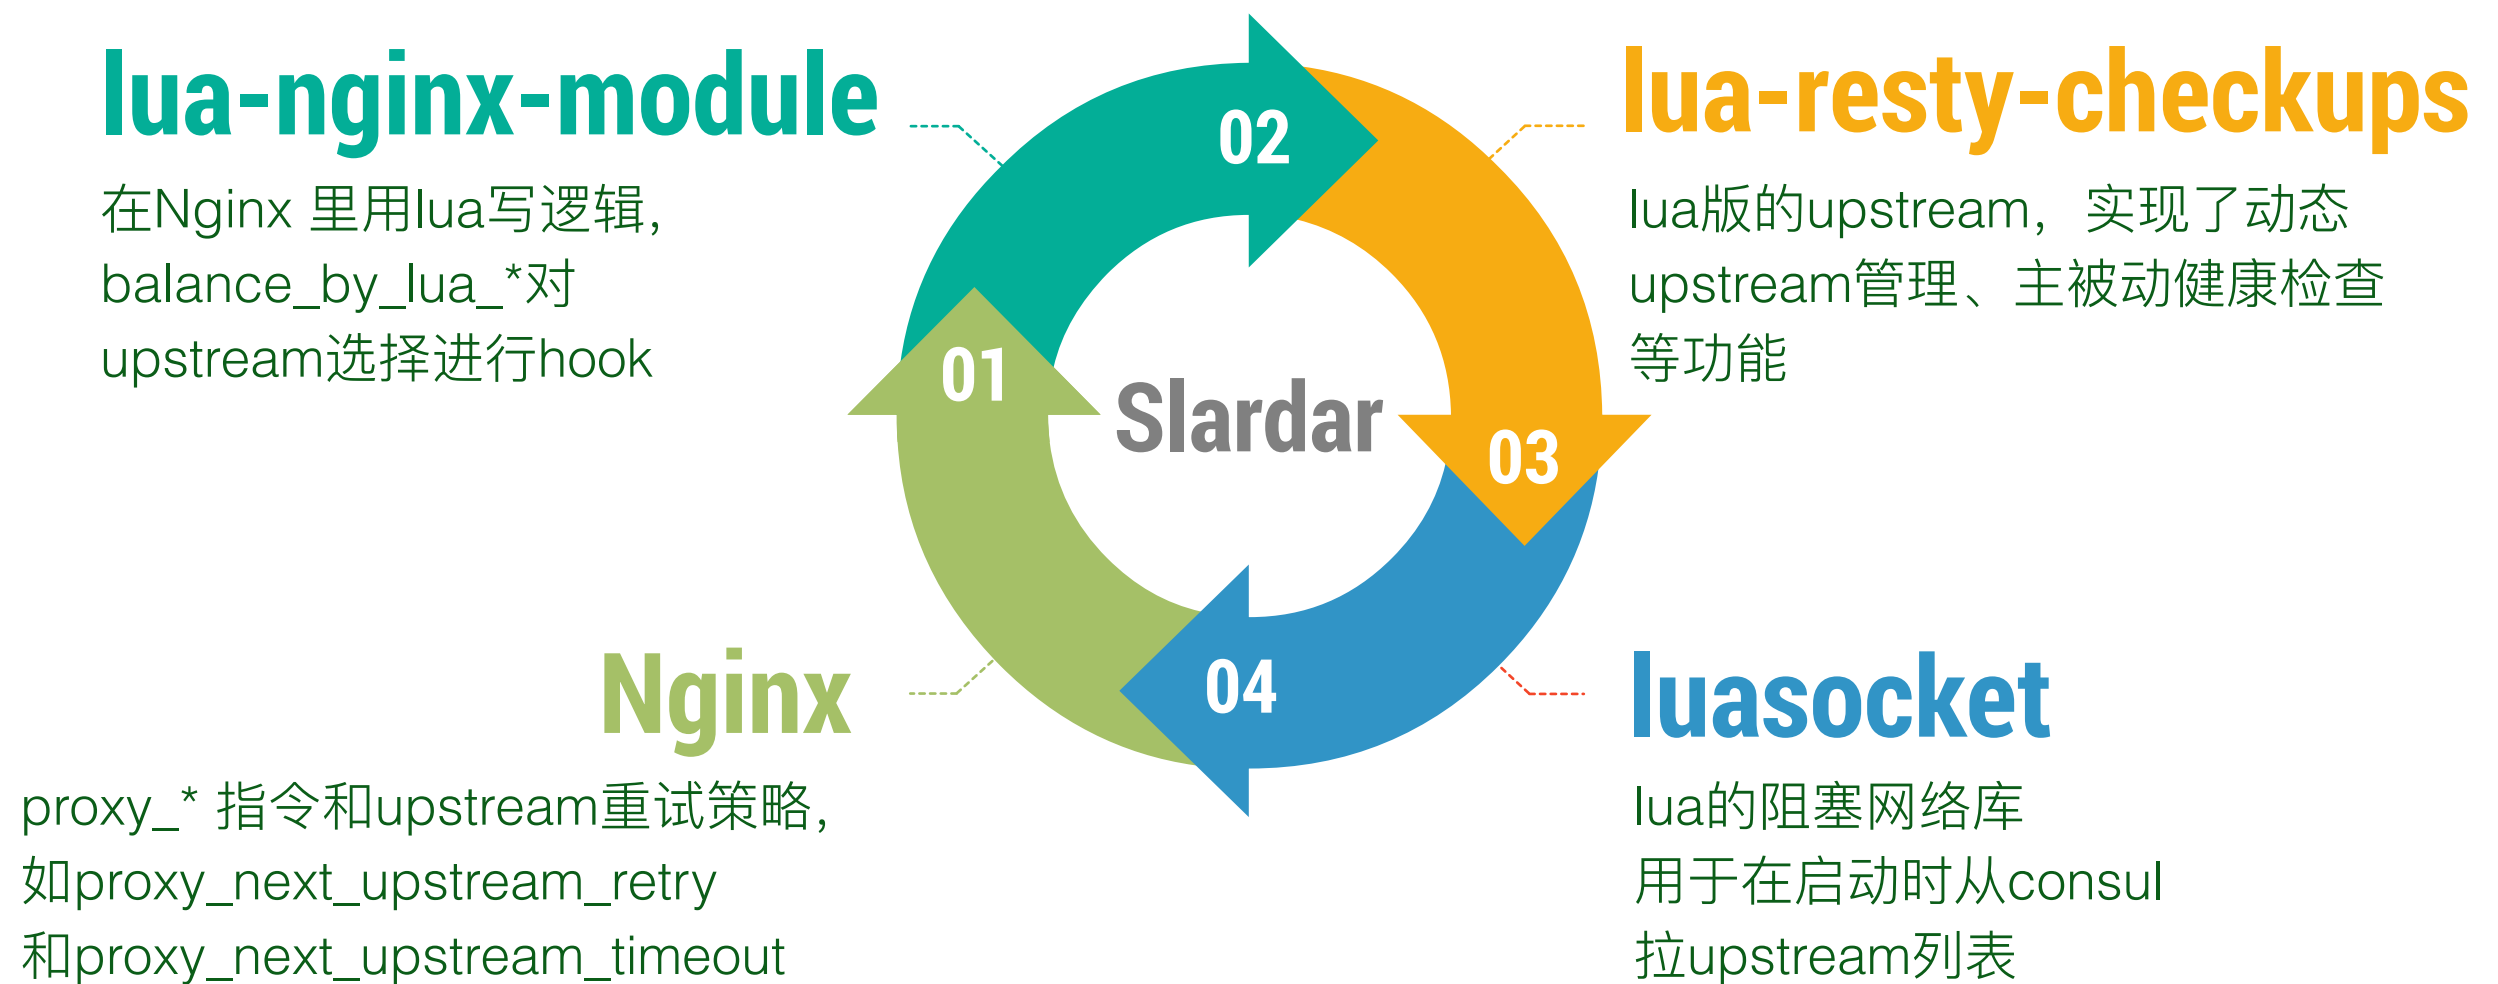 lua-nginx-module
在Nginx 里用lua写逻辑,
balance_by_lua_*对
upstream选择进行hook
lua-resty-checkups
lua版的upstream, 实现了动态
upstream管理、主被动健康检查
等功能
02
01
Slardar
03
04
Nginx
proxy_* 指令和upstream重试策略,
如proxy_next_upstream_retry
和proxy_next_upstream_timeout
luasocket
lua的阻塞网络库
用于在启动时从consul
拉upstream列表